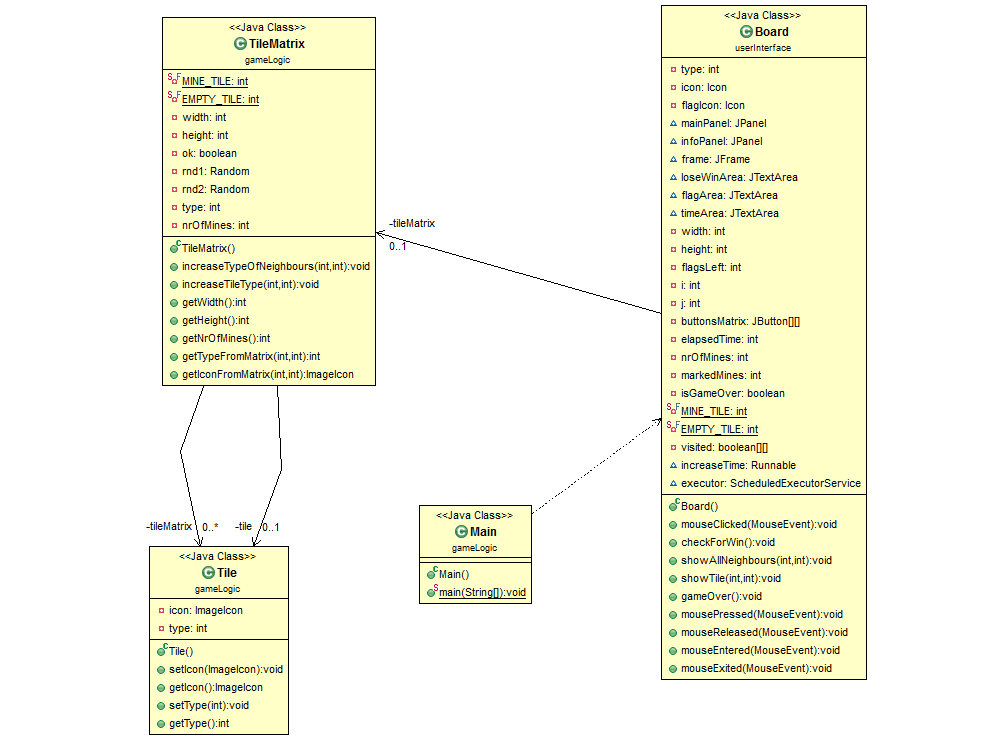 <<Java Class>>
TileMatrix
gameLogic
MINE_TILE: int
EMPTY_TILE: int
width: int
height: int
ok: boolean
rnd1: Random
rnd2: Random
type: int
nrOfMines: int
TileMatrix()
increaseTypeOfNeighbours(int,int):void
increaseTileType(int,int):void
getWidth():int
getHeight():int
getNrOfMines():int
getTypeFromMatrix(int,int):int
getIconFromMatrix(int,int):ImageIcon
-tileMatrix
0..1
<<Java Class>>
Board
userInterface
type: int
icon: Icon
flagIcon: Icon
mainPanel: JPanel
infoPanel: JPanel
frame: JFrame
loseWinArea: JTextArea
flagArea: JTextArea
timeArea: JTextArea
width: int
height: int
flagsLeft: int
i: int
j: int
buttonsMatrix: JButton[][]
elapsedTime: int
nrOfMines: int
markedMines: int
isGameOver: boolean
MINE_TILE: int
EMPTY_TILE: int
visited: boolean[][]
increaseTime: Runnable
executor: ScheduledExecutorService
Board()
mouseClicked(MouseEvent):void
checkForWin():void
showAllNeighbours(int,int):void
showTile(int,int):void
gameOver():void
mousePressed(MouseEvent):void
mouseReleased(MouseEvent):void
mouseEntered(MouseEvent):void
mouseExited(MouseEvent):void
<<Java Class>>
Main
gameLogic
Main()
main(String[]):void
-tileMatrix 0..* -tile 0..1
<<Java Class>>
Tile
gameLogic
icon: ImageIcon
type: int
Tile()
setIcon(ImageIcon):void
getIcon():ImageIcon
setType(int):void
getType():int